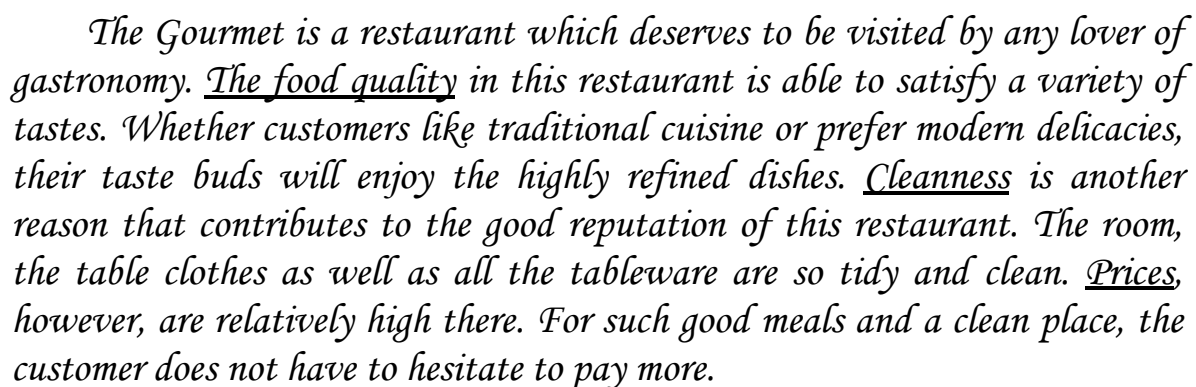 The Gourmet is a restaurant which deserves to be visited by any lover of
gastronomy. The food quality in this restaurant is able to satisfy a variety of
tastes. Whether customers like traditional cuisine or prefer modern delicacies,
their taste buds will enjoy the highly refined dishes. Cleanness is another
reason that contributes to the good reputation of this restaurant. The room,
the table clothes as well as all the tableware are so tidy and clean. Prices,
however, are relatively high there. For such good meals and a clean place, the
customer does not have to hesitate to pay more.